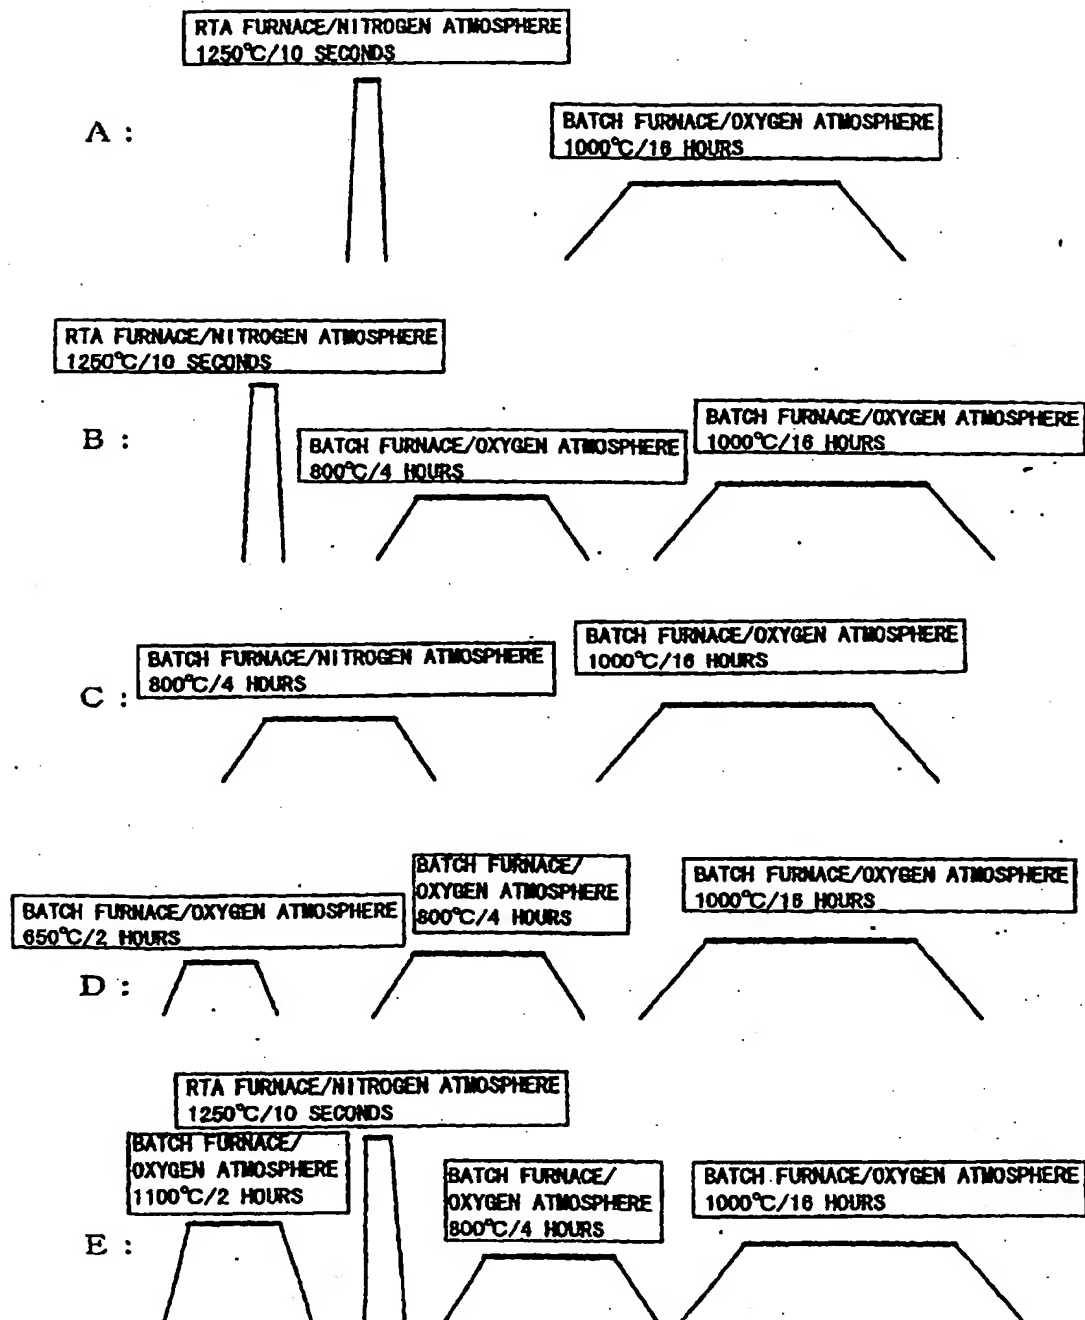 RTA FURNACE/NITROGEN ATMOSPHERE
1250℃/10 SECONDS
A :
BATCH FURNACE/OXYGEN ATMOSPHERE
1000℃/16 HOURS
RTA FURNACE/NITROGEN ATMOSPHERE
1250℃/10 SECONDS
B :
BATCH FURNACE/OXYGEN ATMOSPHERE
800℃/4 HOURS
BATCH FURNACE/OXYGEN ATMOSPHERE
1000℃/16 HOURS
C :
BATCH FURNACE/NITROGEN ATMOSPHERE
800℃/4 HOURS
BATCH FURNACE/OXYGEN ATMOSPHERE
1000℃/16 HOURS
D :
BATCH FURNACE/OXYGEN ATMOSPHERE
650℃/2 HOURS
BATCH FURNACE/
OXYGEN ATMOSPHERE
800℃/4 HOURS
BATCH FURNACE/OXYGEN ATMOSPHERE
1000℃/16 HOURS
RTA FURNACE/NITROGEN ATMOSPHERE
1250℃/10 SECONDS
E :
BATCH FURNACE/
OXYGEN ATMOSPHERE
1100℃/2 HOURS
BATCH FURNACE/
OXYGEN ATMOSPHERE
800℃/4 HOURS
BATCH FURNACE/OXYGEN ATMOSPHERE
1000℃/16 HOURS